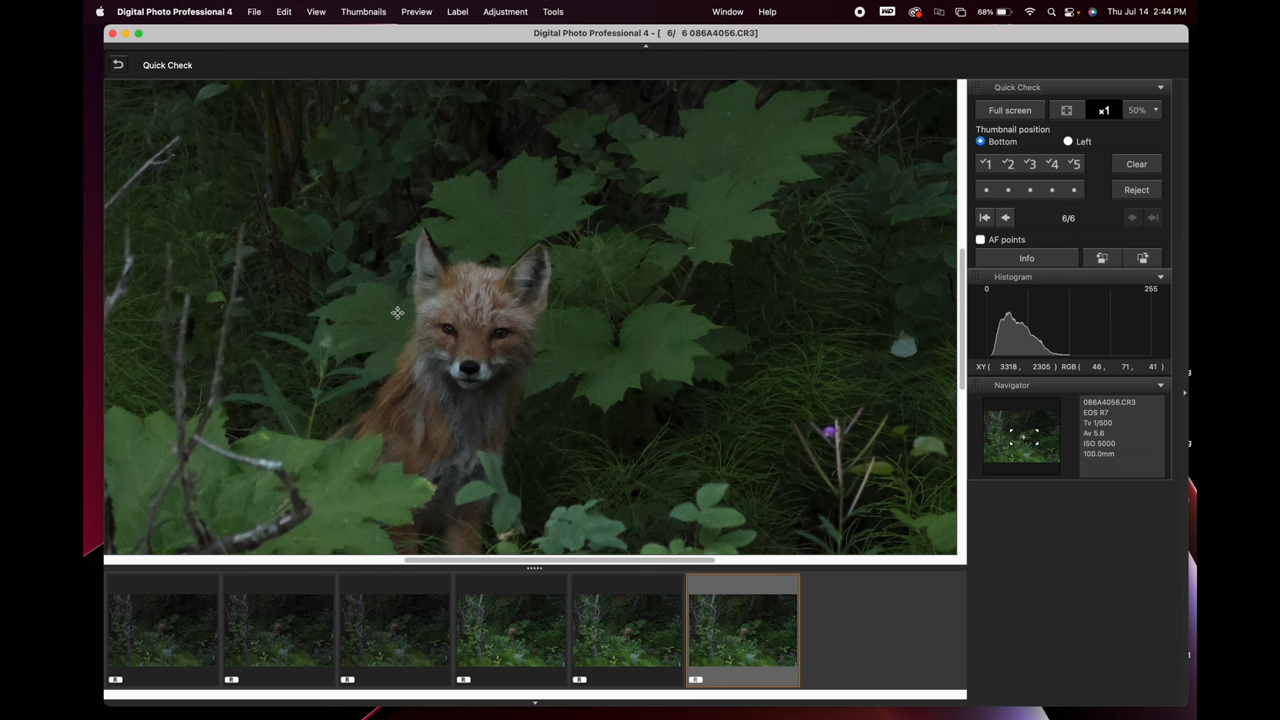 Digital Photo Professional 4 File Edit View Thumbnails Preview Label Adjustment Tools Window Help WD 68% Thu Jul 14 2:44 PM
Digital Photo Professional 4 - [ 6/ 6 086A4056.CR3]
Quick Check
Quick Check
Full screen x1 50%
Thumbnail position
Bottom Left
1 2 3 4 5 Clear
Reject
6/6
AF points
Info
Histogram
0 255
XY( 3318, 2305 ) RGB( 46, 71, 41 )
Navigator
086A4056.CR3
EOS R7
Tv 1/500
Av 5.6
ISO 5000
100.0mm
R R R R R R